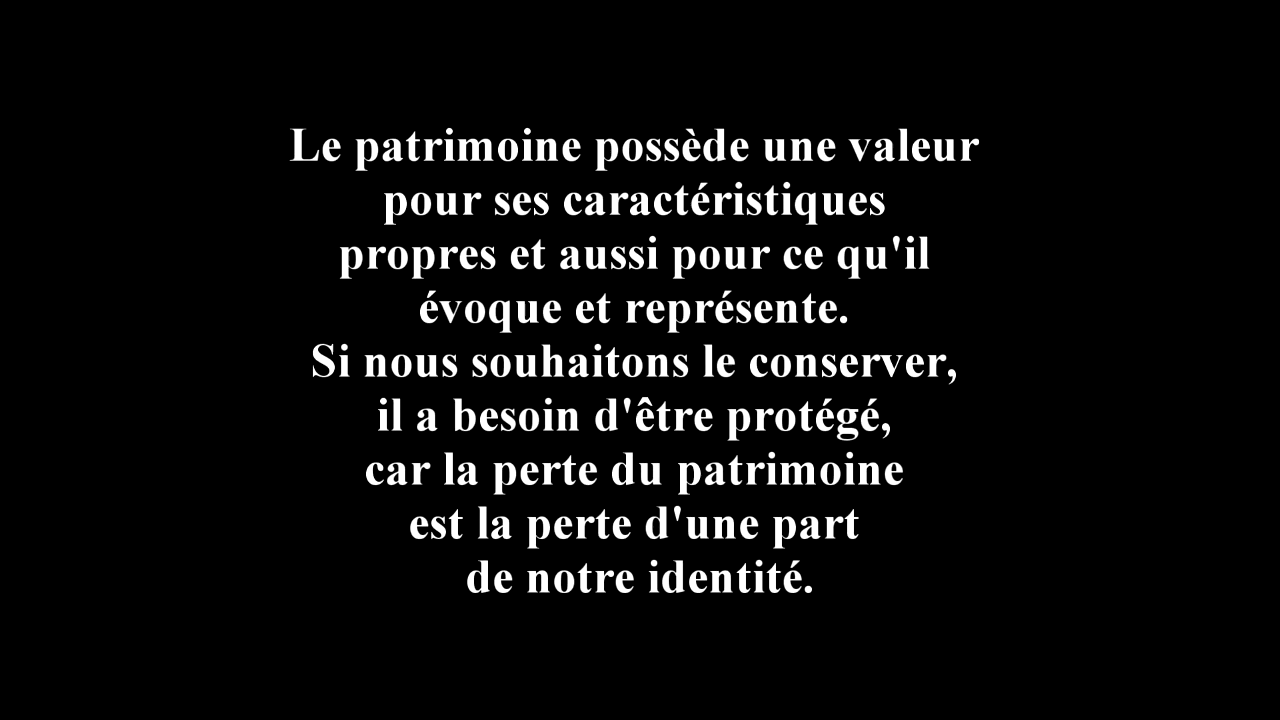 Le patrimoine possède une valeur
pour ses caractéristiques
propres et aussi pour ce qu'il
évoque et représente.
Si nous souhaitons le conserver,
il a besoin d'être protégé,
car la perte du patrimoine
est la perte d'une part
de notre identité.